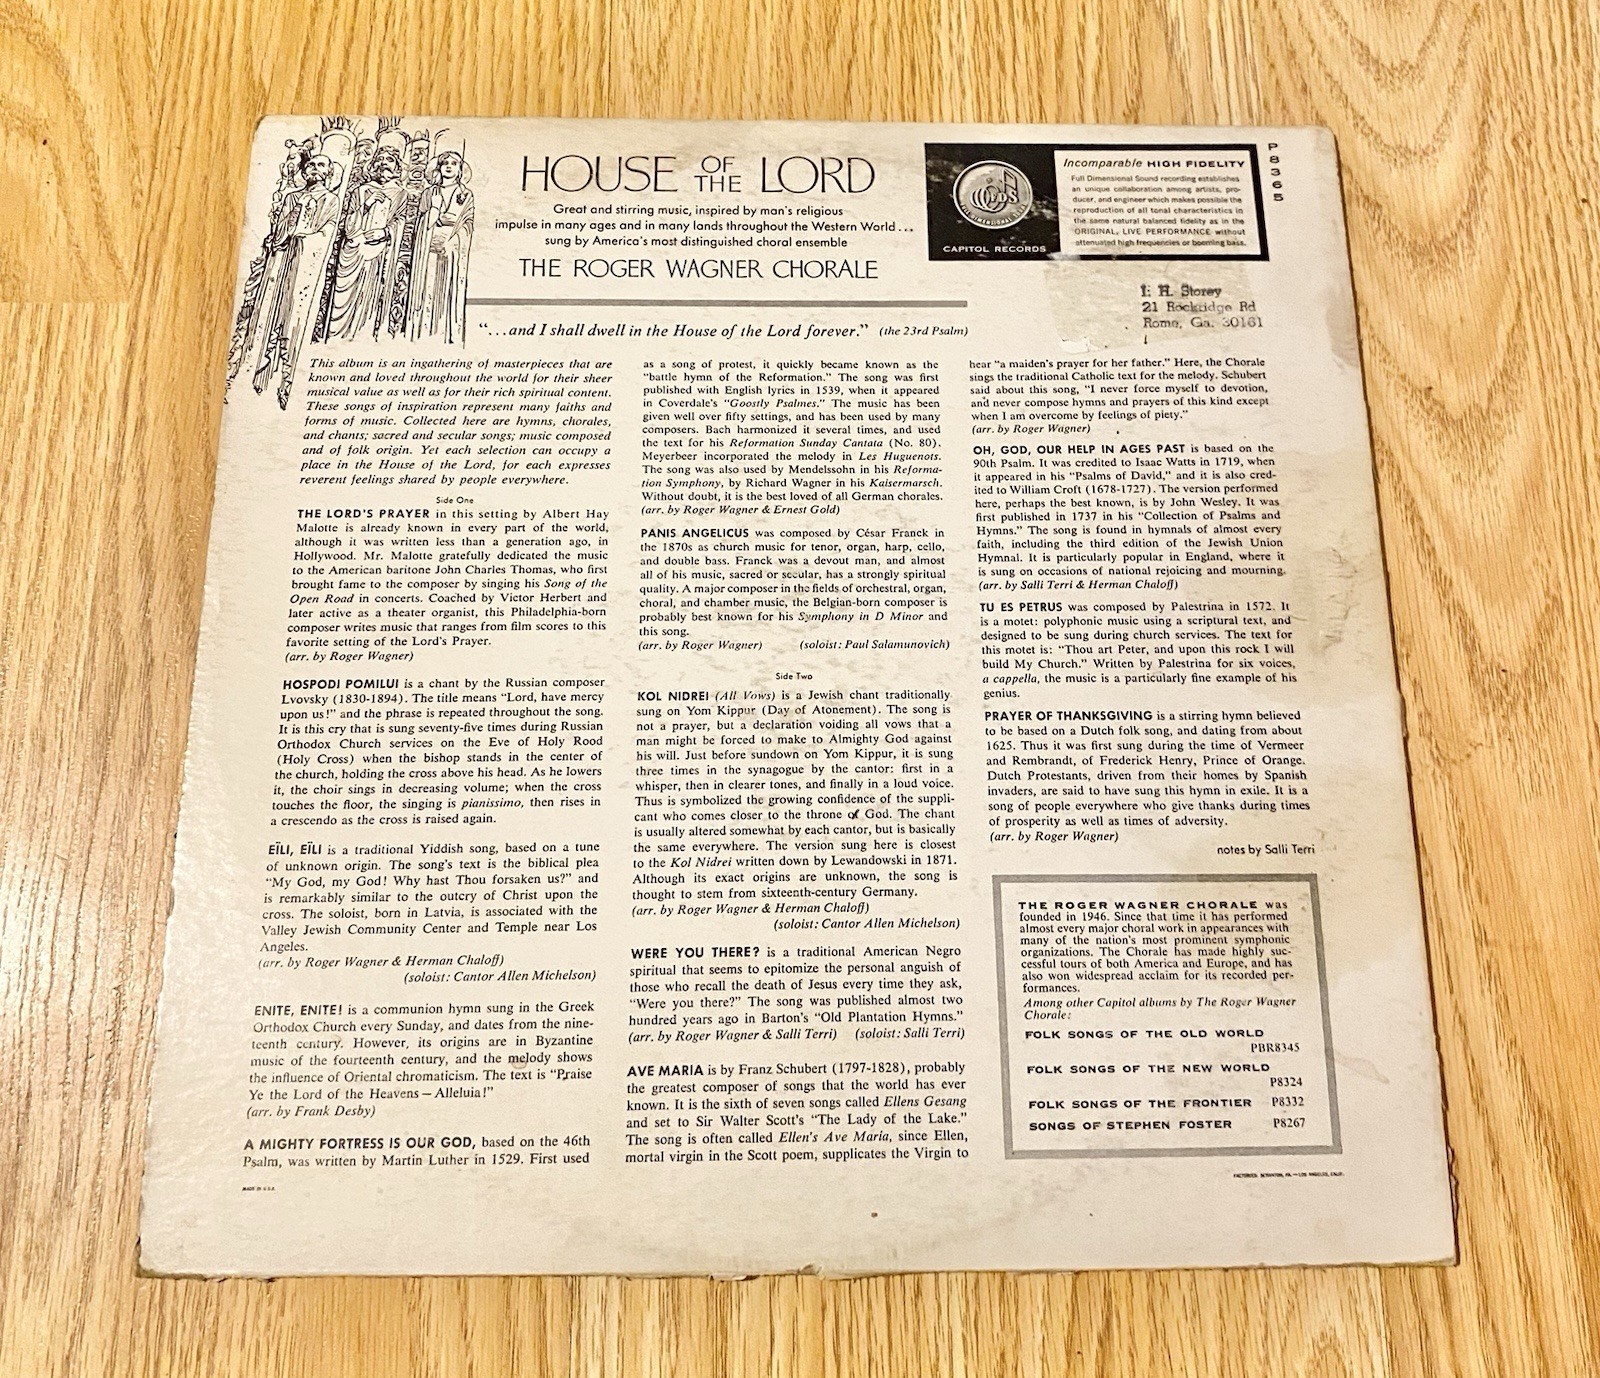 HOUSE OF THE LORD
Great and stirring music, inspired by man's religious
impulse in many ages and in many lands throughout the Western World...
sung by America's most distinguished choral ensemble
THE ROGER WAGNER CHORALE
"...and I shall dwell in the House of the Lord forever." (the 23rd Psalm)
CAPITOL RECORDS
Incomparable HIGH FIDELITY
Full Dimensional Sound recording establishes
an unique collaboration among artists, pro-
ducer, and engineer which makes possible the
reproduction of all tonal characteristics in
the same natural balanced fidelity as in the
ORIGINAL, LIVE PERFORMANCE without
attenuated high frequencies or booming bass.
P8365
H. Storey
21 Rockridge Rd
Rome, Ga. 30161
This album is an ingathering of masterpieces that are
known and loved throughout the world for their sheer
musical value as well as for their rich spiritual content.
These songs of inspiration represent many faiths and
forms of music. Collected here are hymns, chorales,
and chants; sacred and secular songs; music composed
and of folk origin. Yet each selection can occupy a
place in the House of the Lord, for each expresses
reverent feelings shared by people everywhere.
Side One
THE LORD'S PRAYER in this setting by Albert Hay
Malotte is already known in every part of the world,
although it was written less than a generation ago, in
Hollywood. Mr. Malotte gratefully dedicated the music
to the American baritone John Charles Thomas, who first
brought fame to the composer by singing his Song of the
Open Road in concerts. Coached by Victor Herbert and
later active as a theater organist, this Philadelphia-born
composer writes music that ranges from film scores to this
favorite setting of the Lord's Prayer.
(arr. by Roger Wagner)
HOSPODI POMILUI is a chant by the Russian composer
Lvovsky (1830-1894). The title means "Lord, have mercy
upon us!" and the phrase is repeated throughout the song.
It is this cry that is sung seventy-five times during Russian
Orthodox Church services on the Eve of Holy Rood
(Holy Cross) when the bishop stands in the center of
the church, holding the cross above his head. As he lowers
it, the choir sings in decreasing volume; when the cross
touches the floor, the singing is pianissimo, then rises in
a crescendo as the cross is raised again.
EÏLI, EÏLI is a traditional Yiddish song, based on a tune
of unknown origin. The song's text is the biblical plea
"My God, my God! Why hast Thou forsaken us?" and
is remarkably similar to the outcry of Christ upon the
cross. The soloist, born in Latvia, is associated with the
Valley Jewish Community Center and Temple near Los
Angeles.
(arr. by Roger Wagner & Herman Chaloff)
(soloist: Cantor Allen Michelson)
ENITE, ENITE! is a communion hymn sung in the Greek
Orthodox Church every Sunday, and dates from the nine-
teenth century. However, its origins are in Byzantine
music of the fourteenth century, and the melody shows
the influence of Oriental chromaticism. The text is "Praise
Ye the Lord of the Heavens — Alleluia!"
(arr. by Frank Desby)
A MIGHTY FORTRESS IS OUR GOD, based on the 46th
Psalm, was written by Martin Luther in 1529. First used
MADE IN U.S.A.
as a song of protest, it quickly became known as the
"battle hymn of the Reformation." The song was first
published with English lyrics in 1539, when it appeared
in Coverdale's "Goostly Psalmes." The music has been
given well over fifty settings, and has been used by many
composers. Bach harmonized it several times, and used
the text for his Reformation Sunday Cantata (No. 80).
Meyerbeer incorporated the melody in Les Huguenots.
The song was also used by Mendelssohn in his Reforma-
tion Symphony, by Richard Wagner in his Kaisermarsch.
Without doubt, it is the best loved of all German chorales.
(arr. by Roger Wagner & Ernest Gold)
PANIS ANGELICUS was composed by César Franck in
the 1870s as church music for tenor, organ, harp, cello,
and double bass. Franck was a devout man, and almost
all of his music, sacred or secular, has a strongly spiritual
quality. A major composer in the fields of orchestral, organ,
choral, and chamber music, the Belgian-born composer is
probably best known for his Symphony in D Minor and
this song.
(arr. by Roger Wagner) (soloist: Paul Salamunovich)
Side Two
KOL NIDREI (All Vows) is a Jewish chant traditionally
sung on Yom Kippur (Day of Atonement). The song is
not a prayer, but a declaration voiding all vows that a
man might be forced to make to Almighty God against
his will. Just before sundown on Yom Kippur, it is sung
three times in the synagogue by the cantor: first in a
whisper, then in clearer tones, and finally in a loud voice.
Thus is symbolized the growing confidence of the suppli-
cant who comes closer to the throne of God. The chant
is usually altered somewhat by each cantor, but is basically
the same everywhere. The version sung here is closest
to the Kol Nidrei written down by Lewandowski in 1871.
Although its exact origins are unknown, the song is
thought to stem from sixteenth-century Germany.
(arr. by Roger Wagner & Herman Chaloff)
(soloist: Cantor Allen Michelson)
WERE YOU THERE? is a traditional American Negro
spiritual that seems to epitomize the personal anguish of
those who recall the death of Jesus every time they ask,
"Were you there?" The song was published almost two
hundred years ago in Barton's "Old Plantation Hymns."
(arr. by Roger Wagner & Salli Terri) (soloist: Salli Terri)
AVE MARIA is by Franz Schubert (1797-1828), probably
the greatest composer of songs that the world has ever
known. It is the sixth of seven songs called Ellens Gesang
and set to Sir Walter Scott's "The Lady of the Lake."
The song is often called Ellen's Ave Maria, since Ellen,
mortal virgin in the Scott poem, supplicates the Virgin to
hear "a maiden's prayer for her father." Here, the Chorale
sings the traditional Catholic text for the melody. Schubert
said about this song, "I never force myself to devotion,
and never compose hymns and prayers of this kind except
when I am overcome by feelings of piety."
(arr. by Roger Wagner)
OH, GOD, OUR HELP IN AGES PAST is based on the
90th Psalm. It was credited to Isaac Watts in 1719, when
it appeared in his "Psalms of David," and it is also cred-
ited to William Croft (1678-1727). The version performed
here, perhaps the best known, is by John Wesley. It was
first published in 1737 in his "Collection of Psalms and
Hymns." The song is found in hymnals of almost every
faith, including the third edition of the Jewish Union
Hymnal. It is particularly popular in England, where it
is sung on occasions of national rejoicing and mourning.
(arr. by Salli Terri & Herman Chaloff)
TU ES PETRUS was composed by Palestrina in 1572. It
is a motet: polyphonic music using a scriptural text, and
designed to be sung during church services. The text for
this motet is: "Thou art Peter, and upon this rock I will
build My Church." Written by Palestrina for six voices,
a cappella, the music is a particularly fine example of his
genius.
PRAYER OF THANKSGIVING is a stirring hymn believed
to be based on a Dutch folk song, and dating from about
1625. Thus it was first sung during the time of Vermeer
and Rembrandt, of Frederick Henry, Prince of Orange.
Dutch Protestants, driven from their homes by Spanish
invaders, are said to have sung this hymn in exile. It is a
song of people everywhere who give thanks during times
of prosperity as well as times of adversity.
(arr. by Roger Wagner)
notes by Salli Terri
THE ROGER WAGNER CHORALE was
founded in 1946. Since that time it has performed
almost every major choral work in appearances with
many of the nation's most prominent symphonic
organizations. The Chorale has made highly suc-
cessful tours of both America and Europe, and has
also won widespread acclaim for its recorded per-
formances.
Among other Capitol albums by The Roger Wagner
Chorale:
FOLK SONGS OF THE OLD WORLD
PBR8345
FOLK SONGS OF THE NEW WORLD
P8324
FOLK SONGS OF THE FRONTIER P8332
SONGS OF STEPHEN FOSTER P8267
FACTORIES: SCRANTON, PA. — LOS ANGELES, CALIF.